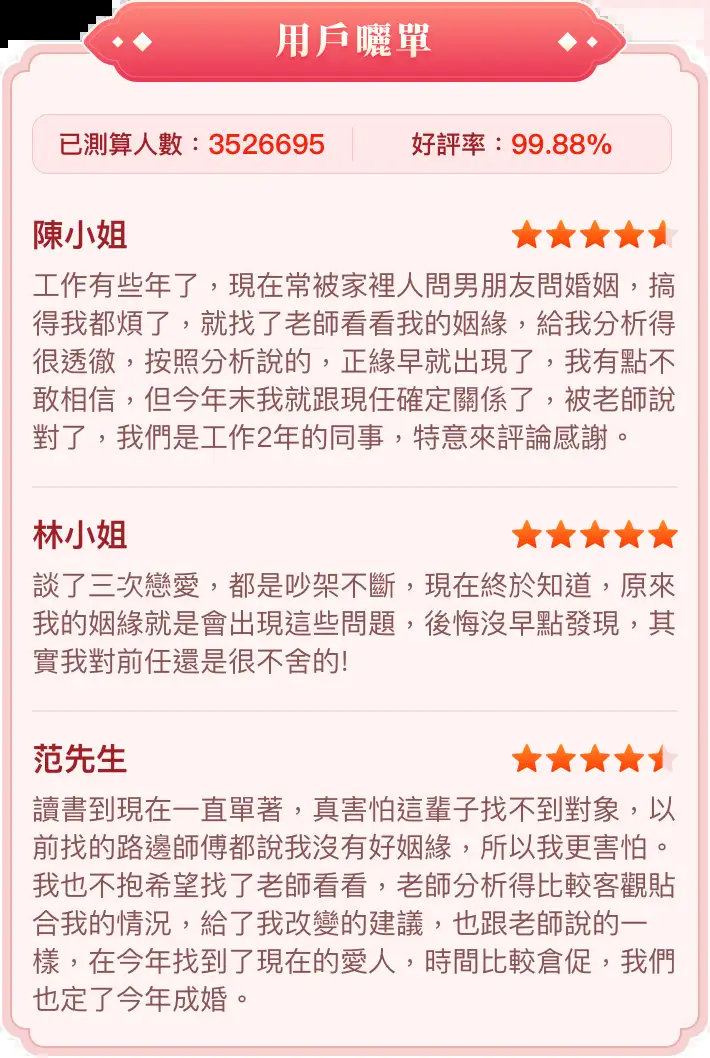 用戶曬單
已測算人數：3526695
好評率：99.88%
陳小姐
工作有些年了，現在常被家裡人問男朋友問婚姻，搞
得我都煩了，就找了老師看看我的姻緣，給我分析得
很透徹，按照分析說的，正緣早就出現了，我有點不
敢相信，但今年末我就跟現任確定關係了，被老師說
對了，我們是工作2年的同事，特意來評論感謝。
林小姐
談了三次戀愛，都是吵架不斷，現在終於知道，原來
我的姻緣就是會出現這些問題，後悔沒早點發現，其
實我對前任還是很不舍的!
范先生
讀書到現在一直單著，真害怕這輩子找不到對象，以
前找的路邊師傅都說我沒有好姻緣，所以我更害怕。
我也不抱希望找了老師看看，老師分析得比較客觀貼
合我的情況，給了我改變的建議，也跟老師說的一
樣，在今年找到了現在的愛人，時間比較倉促，我們
也定了今年成婚。